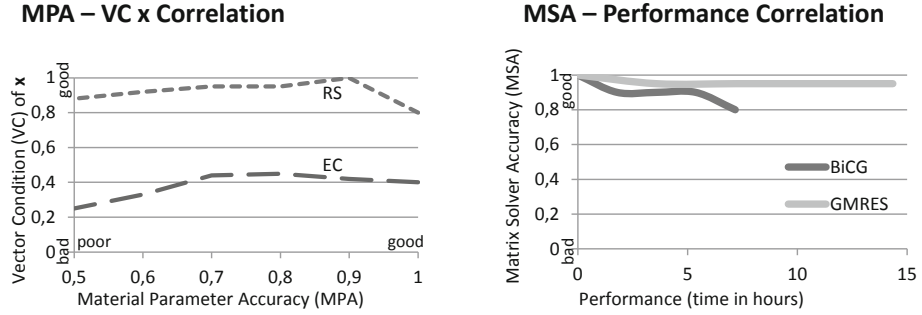 MPA – VC x Correlation
Vector Condition (VC) of x
good
bad
1
0,8
0,6
0,4
0,2
0
RS
EC
poor
good
0,5
0,6
0,7
0,8
0,9
1
Material Parameter Accuracy (MPA)
MSA – Performance Correlation
Matrix Solver Accuracy (MSA)
good
bad
1
0,8
0,6
0,4
0,2
0
BiCG
GMRES
0
5
10
15
Performance (time in hours)